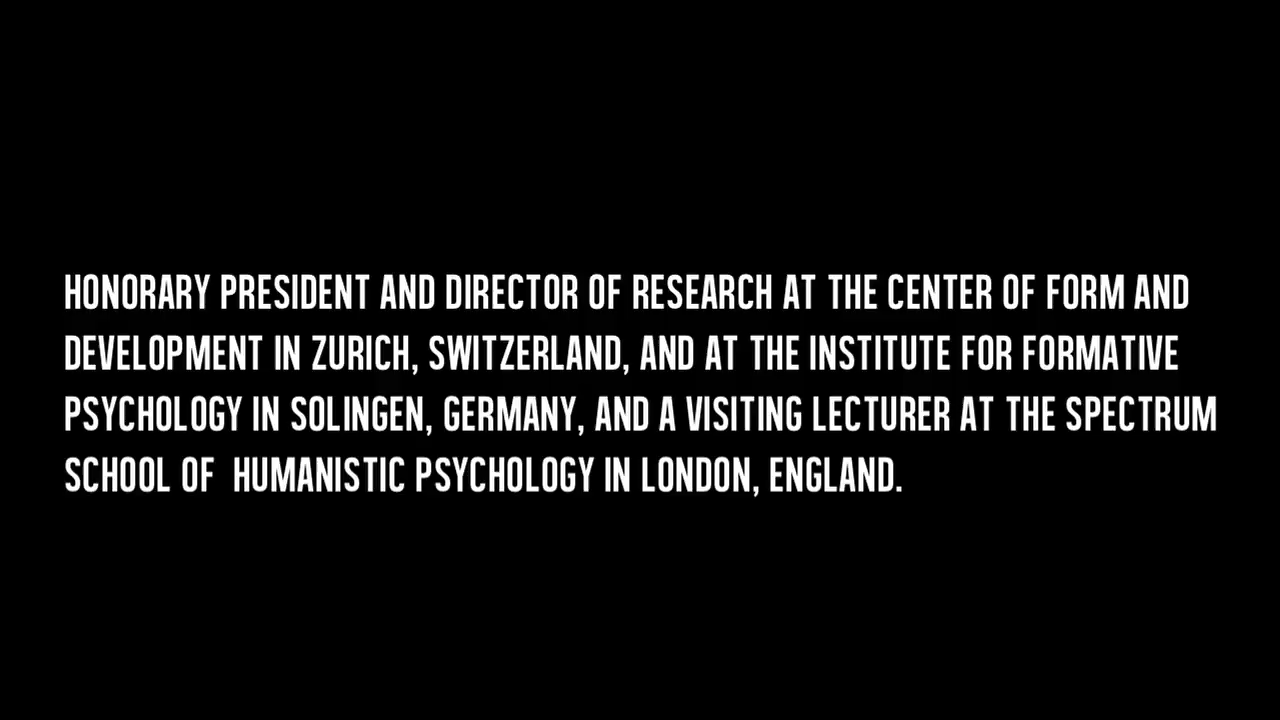 HONORARY PRESIDENT AND DIRECTOR OF RESEARCH AT THE CENTER OF FORM AND
DEVELOPMENT IN ZURICH, SWITZERLAND, AND AT THE INSTITUTE FOR FORMATIVE
PSYCHOLOGY IN SOLINGEN, GERMANY, AND A VISITING LECTURER AT THE SPECTRUM
SCHOOL OF  HUMANISTIC PSYCHOLOGY IN LONDON, ENGLAND.